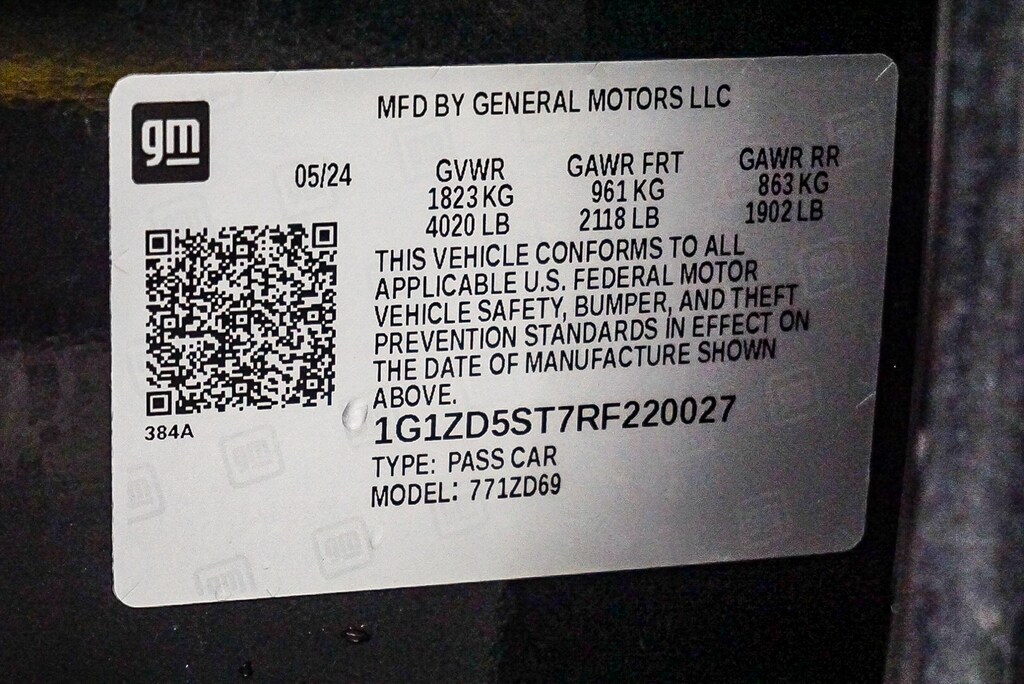 gm
MFD BY GENERAL MOTORS LLC
05/24 GVWR GAWR FRT GAWR RR
1823 KG 961 KG 863 KG
4020 LB 2118 LB 1902 LB
THIS VEHICLE CONFORMS TO ALL
APPLICABLE U.S. FEDERAL MOTOR
VEHICLE SAFETY, BUMPER, AND THEFT
PREVENTION STANDARDS IN EFFECT ON
THE DATE OF MANUFACTURE SHOWN
ABOVE.
384A
1G1ZD5ST7RF220027
TYPE: PASS CAR
MODEL: 771ZD69